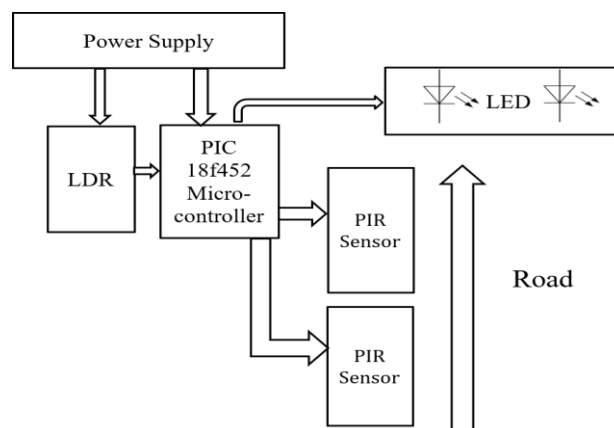 Power Supply
LED
LDR
PIC
18f452
Micro-
controller
PIR
Sensor
Road
PIR
Sensor